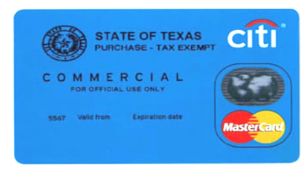 STATE OF TEXAS
PURCHASE - TAX EXEMPT
citi
COMMERCIAL
FOR OFFICIAL USE ONLY
5567 Valid from Expiration date
MasterCard